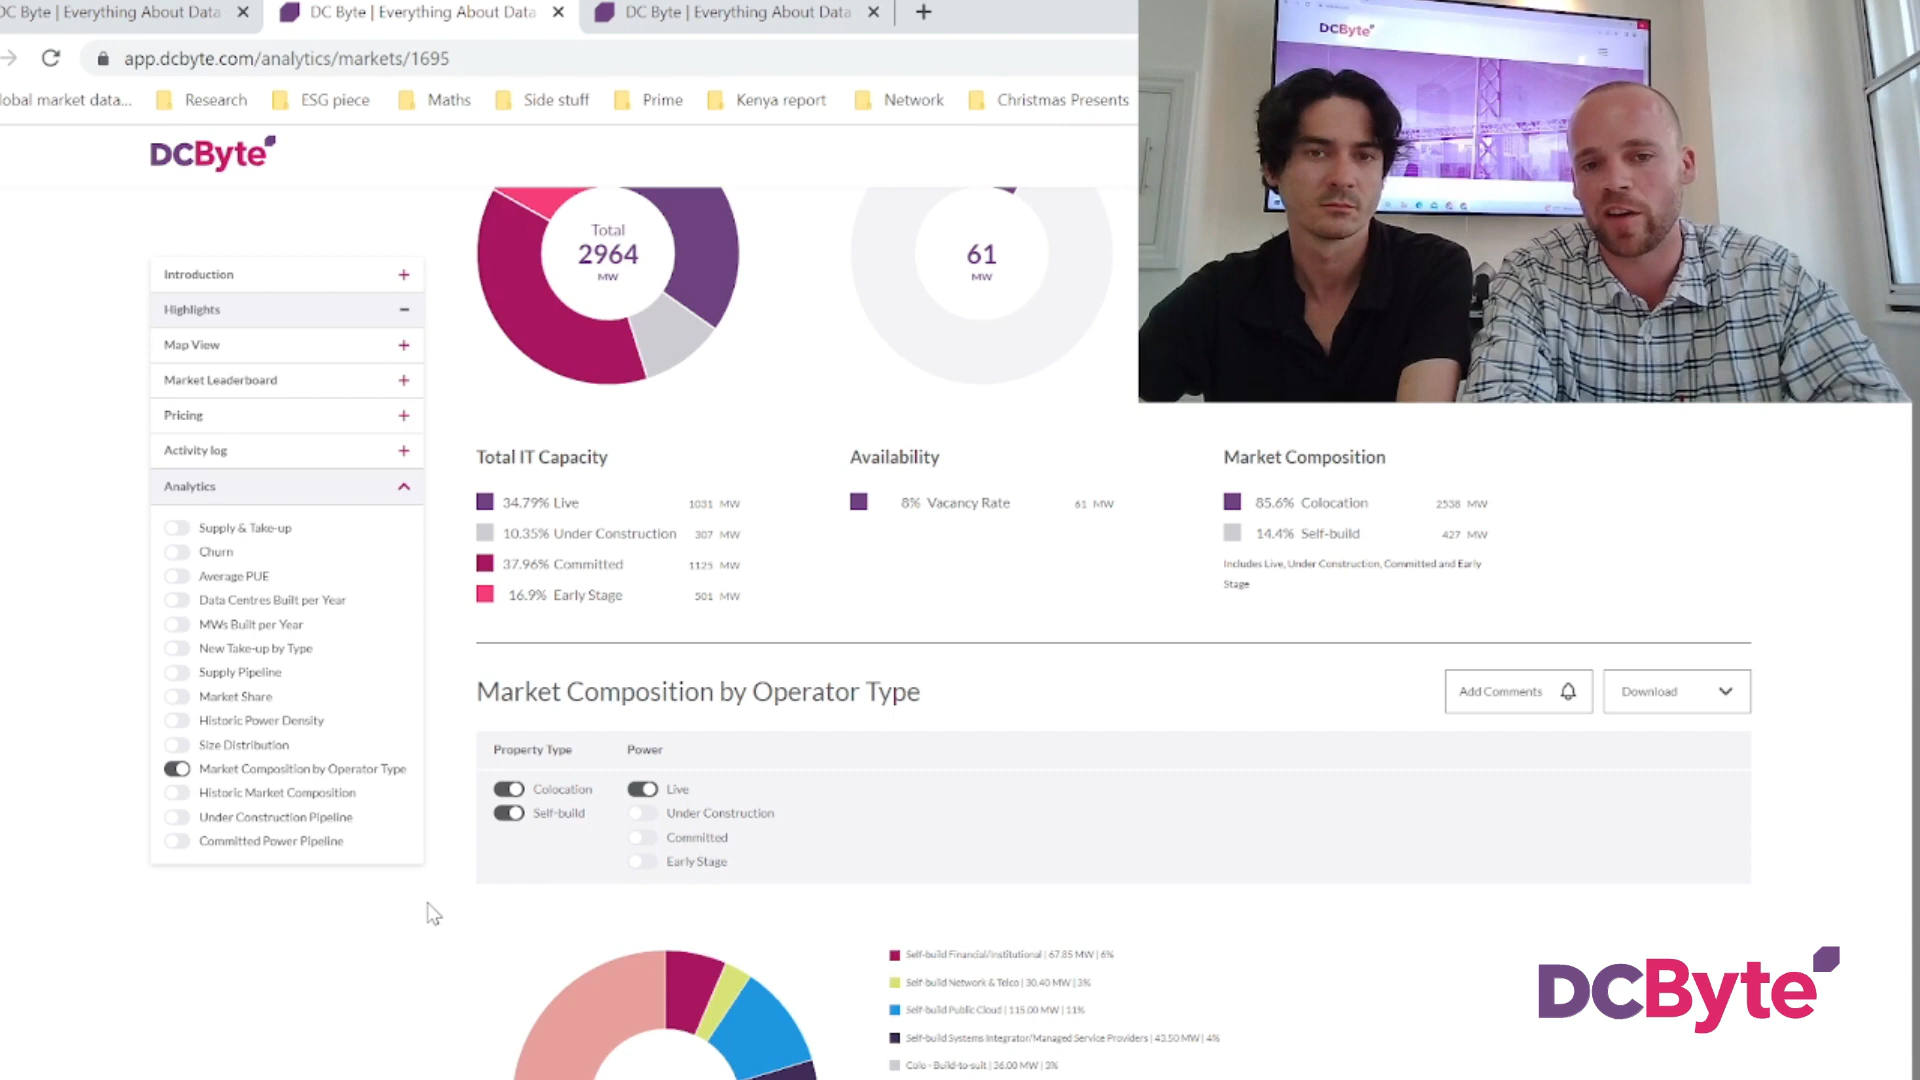 DC Byte | Everything About Data
DC Byte | Everything About Data
DC Byte | Everything About Data
app.dcbyte.com/analytics/markets/1695
lobal market data...
Research
ESG piece
Maths
Side stuff
Prime
Kenya report
Network
Christmas Presents
DCByte
DCByte
Introduction
Highlights
Map View
Market Leaderboard
Pricing
Activity log
Analytics
Supply & Take-up
Churn
Average PUE
Data Centres Built per Year
MWs Built per Year
New Take-up by Type
Supply Pipeline
Market Share
Historic Power Density
Size Distribution
Market Composition by Operator Type
Historic Market Composition
Under Construction Pipeline
Committed Power Pipeline
Total
2964
MW
61
MW
Total IT Capacity
34.79% Live 1031 MW
10.35% Under Construction 307 MW
37.96% Committed 1125 MW
16.9% Early Stage 501 MW
Availability
8% Vacancy Rate 61 MW
Market Composition
85.6% Colocation 2538 MW
14.4% Self-build 427 MW
Includes Live, Under Construction, Committed and Early
Stage
Market Composition by Operator Type
Add Comments
Download
Property Type
Colocation
Self-build
Power
Live
Under Construction
Committed
Early Stage
Self-build Financial/Institutional | 67.85 MW | 6%
Self-build Network & Telco | 30.40 MW | 3%
Self-build Public Cloud | 115.00 MW | 11%
Self-build Systems Integrator/Managed Service Providers | 43.50 MW | 4%
Colo - Build-to-suit | 36.00 MW | 3%
DCByte